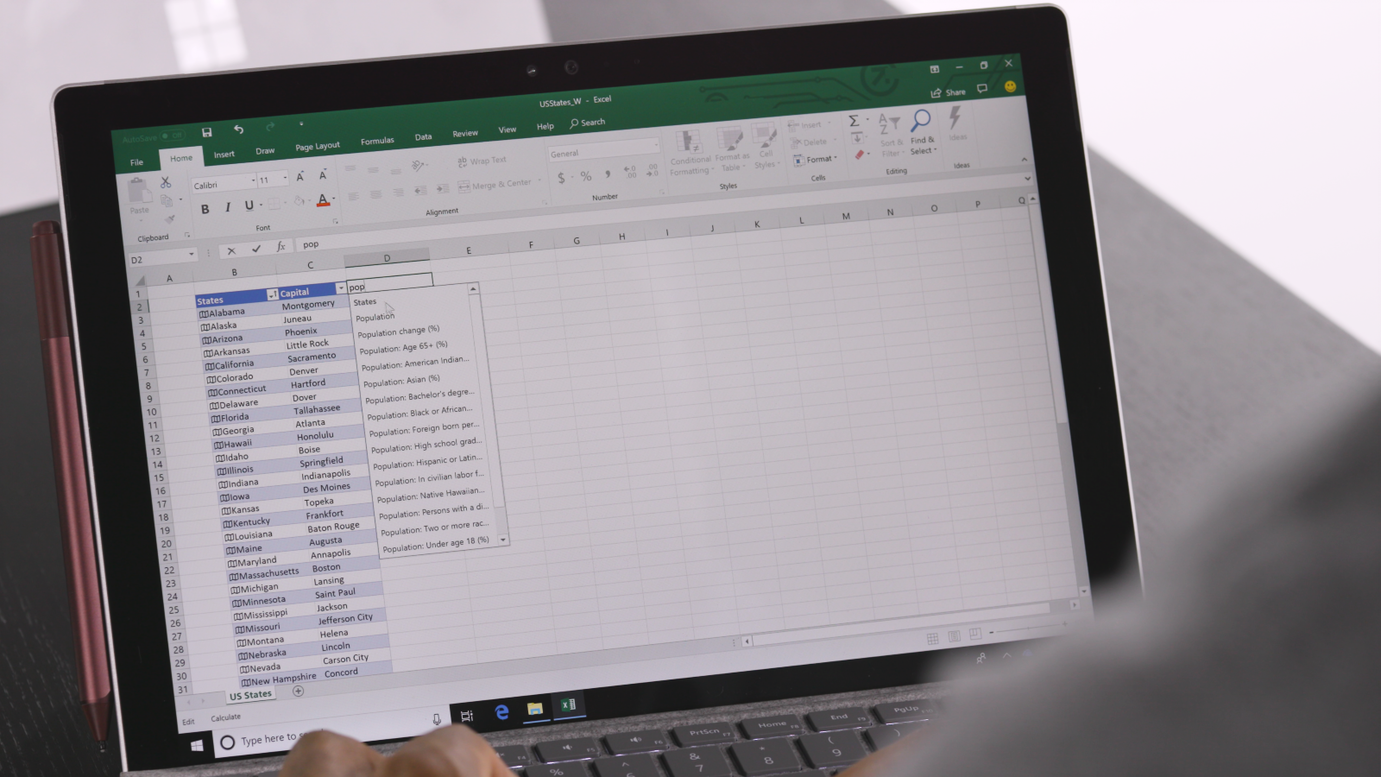 USStates_W - Excel
AutoSave Off
Share
File Home Insert Draw Page Layout Formulas Data Review View Help Search
Paste
Calibri 11
Wrap Text
Merge & Center
General
Conditional Formatting
Format as Table
Cell Styles
Insert
Delete
Format
Sort & Filter
Find & Select
Ideas
Clipboard Font Alignment Number Styles Cells Editing Ideas
D2 fx pop
A B C D E F G H I J K L M N O P Q
1
2 States Capital pop
3 Alabama Montgomery
4 Alaska Juneau
5 Arizona Phoenix
6 Arkansas Little Rock
7 California Sacramento
8 Colorado Denver
9 Connecticut Hartford
10 Delaware Dover
11 Florida Tallahassee
12 Georgia Atlanta
13 Hawaii Honolulu
14 Idaho Boise
15 Illinois Springfield
16 Indiana Indianapolis
17 Iowa Des Moines
18 Kansas Topeka
19 Kentucky Frankfort
20 Louisiana Baton Rouge
21 Maine Augusta
22 Maryland Annapolis
23 Massachusetts Boston
24 Michigan Lansing
25 Minnesota Saint Paul
26 Mississippi Jackson
27 Missouri Jefferson City
28 Montana Helena
29 Nebraska Lincoln
30 Nevada Carson City
31 New Hampshire Concord
States
Population
Population change (%)
Population: Age 65+ (%)
Population: American Indian...
Population: Asian (%)
Population: Bachelor's degre...
Population: Black or African...
Population: Foreign born per...
Population: High school grad...
Population: Hispanic or Latin...
Population: In civilian labor f...
Population: Native Hawaiian...
Population: Persons with a di...
Population: Two or more rac...
Population: Under age 18 (%)
US States
Edit Calculate
Type here to
PrtScn Home End PgUp
% ^ & 7 * 8 ( 9